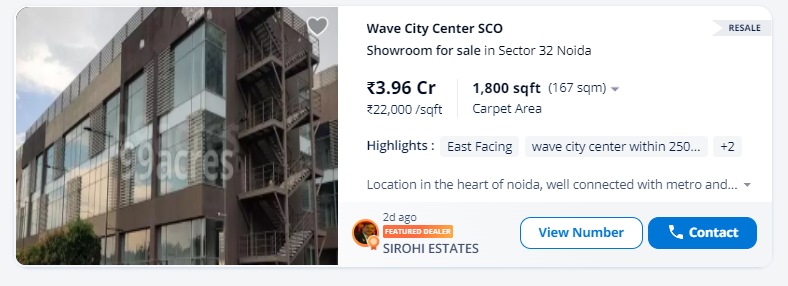 99acres
Wave City Center SCO
RESALE
Showroom for sale in Sector 32 Noida
₹3.96 Cr
1,800 sqft (167 sqm)
₹22,000 /sqft
Carpet Area
Highlights : East Facing wave city center within 250... +2
Location in the heart of noida, well connected with metro and...
2d ago
FEATURED DEALER
SIROHI ESTATES
View Number
Contact